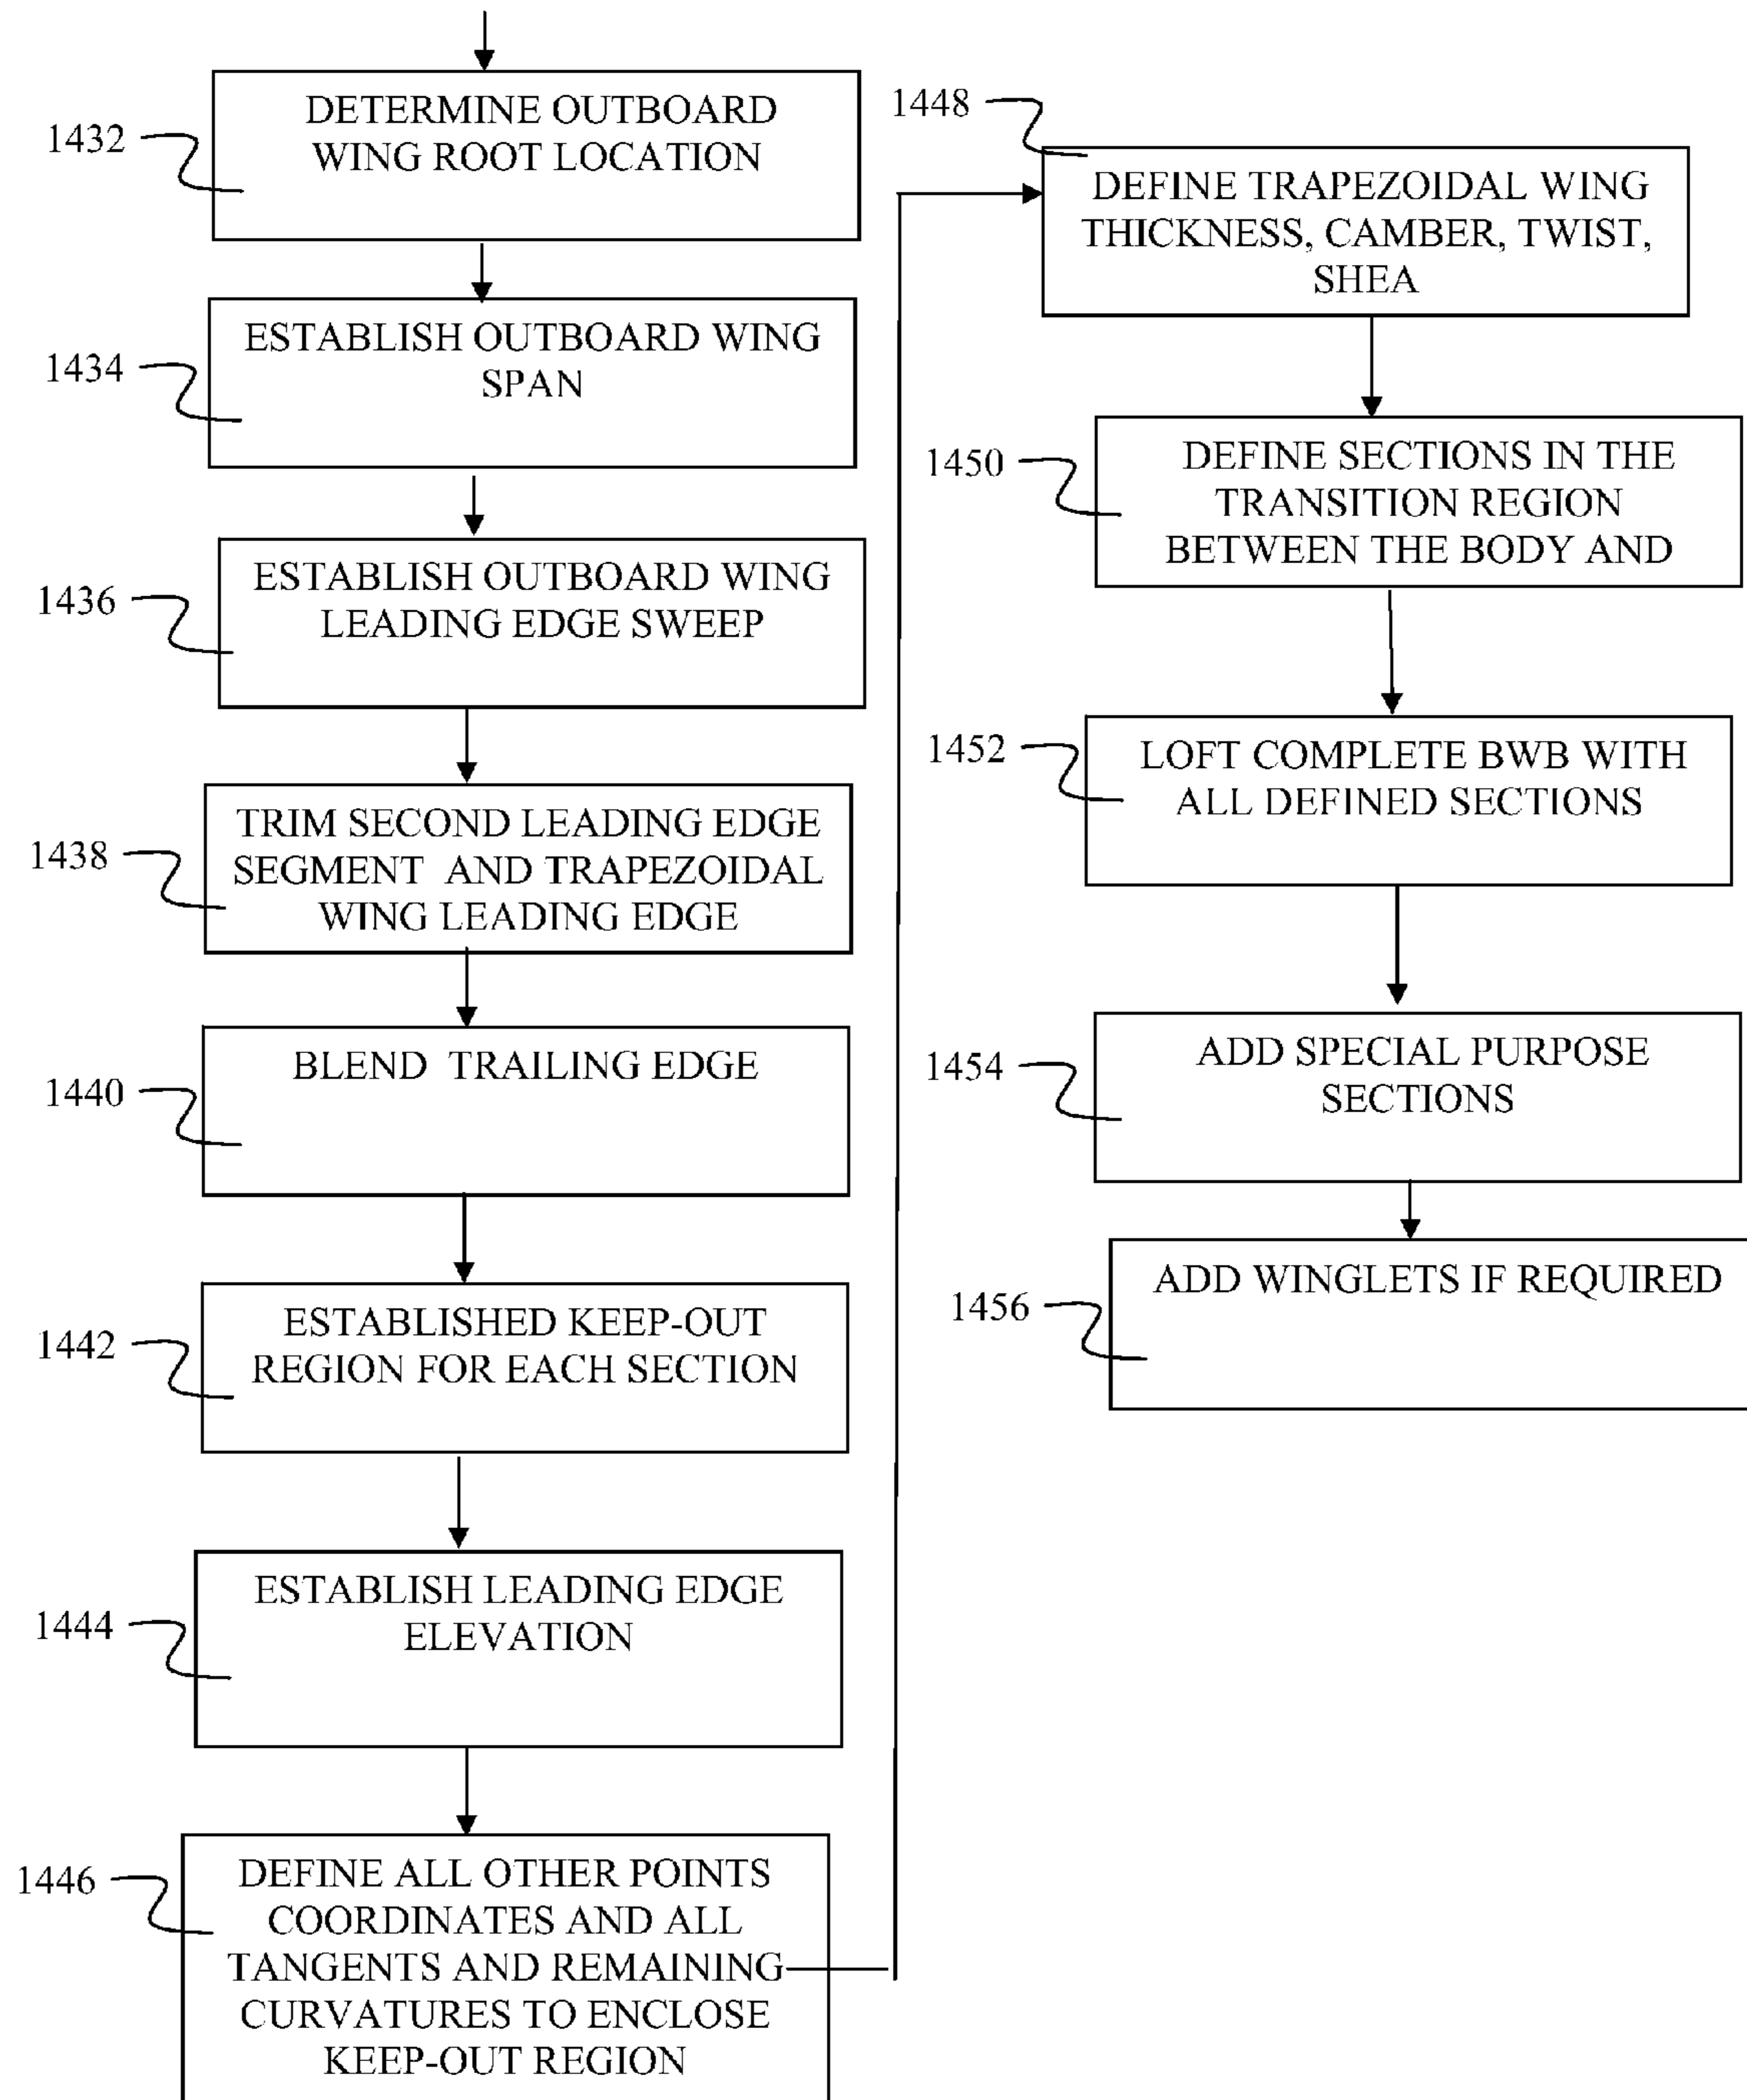 1432
DETERMINE OUTBOARD
WING ROOT LOCATION
1434
ESTABLISH OUTBOARD WING
SPAN
1436
ESTABLISH OUTBOARD WING
LEADING EDGE SWEEP
1438
TRIM SECOND LEADING EDGE
SEGMENT AND TRAPEZOIDAL
WING LEADING EDGE
1440
BLEND TRAILING EDGE
1442
ESTABLISHED KEEP-OUT
REGION FOR EACH SECTION
1444
ESTABLISH LEADING EDGE
ELEVATION
1446
DEFINE ALL OTHER POINTS
COORDINATES AND ALL
TANGENTS AND REMAINING
CURVATURES TO ENCLOSE
KEEP-OUT REGION
1448
DEFINE TRAPEZOIDAL WING
THICKNESS, CAMBER, TWIST,
SHEA
1450
DEFINE SECTIONS IN THE
TRANSITION REGION
BETWEEN THE BODY AND
1452
LOFT COMPLETE BWB WITH
ALL DEFINED SECTIONS
1454
ADD SPECIAL PURPOSE
SECTIONS
1456
ADD WINGLETS IF REQUIRED